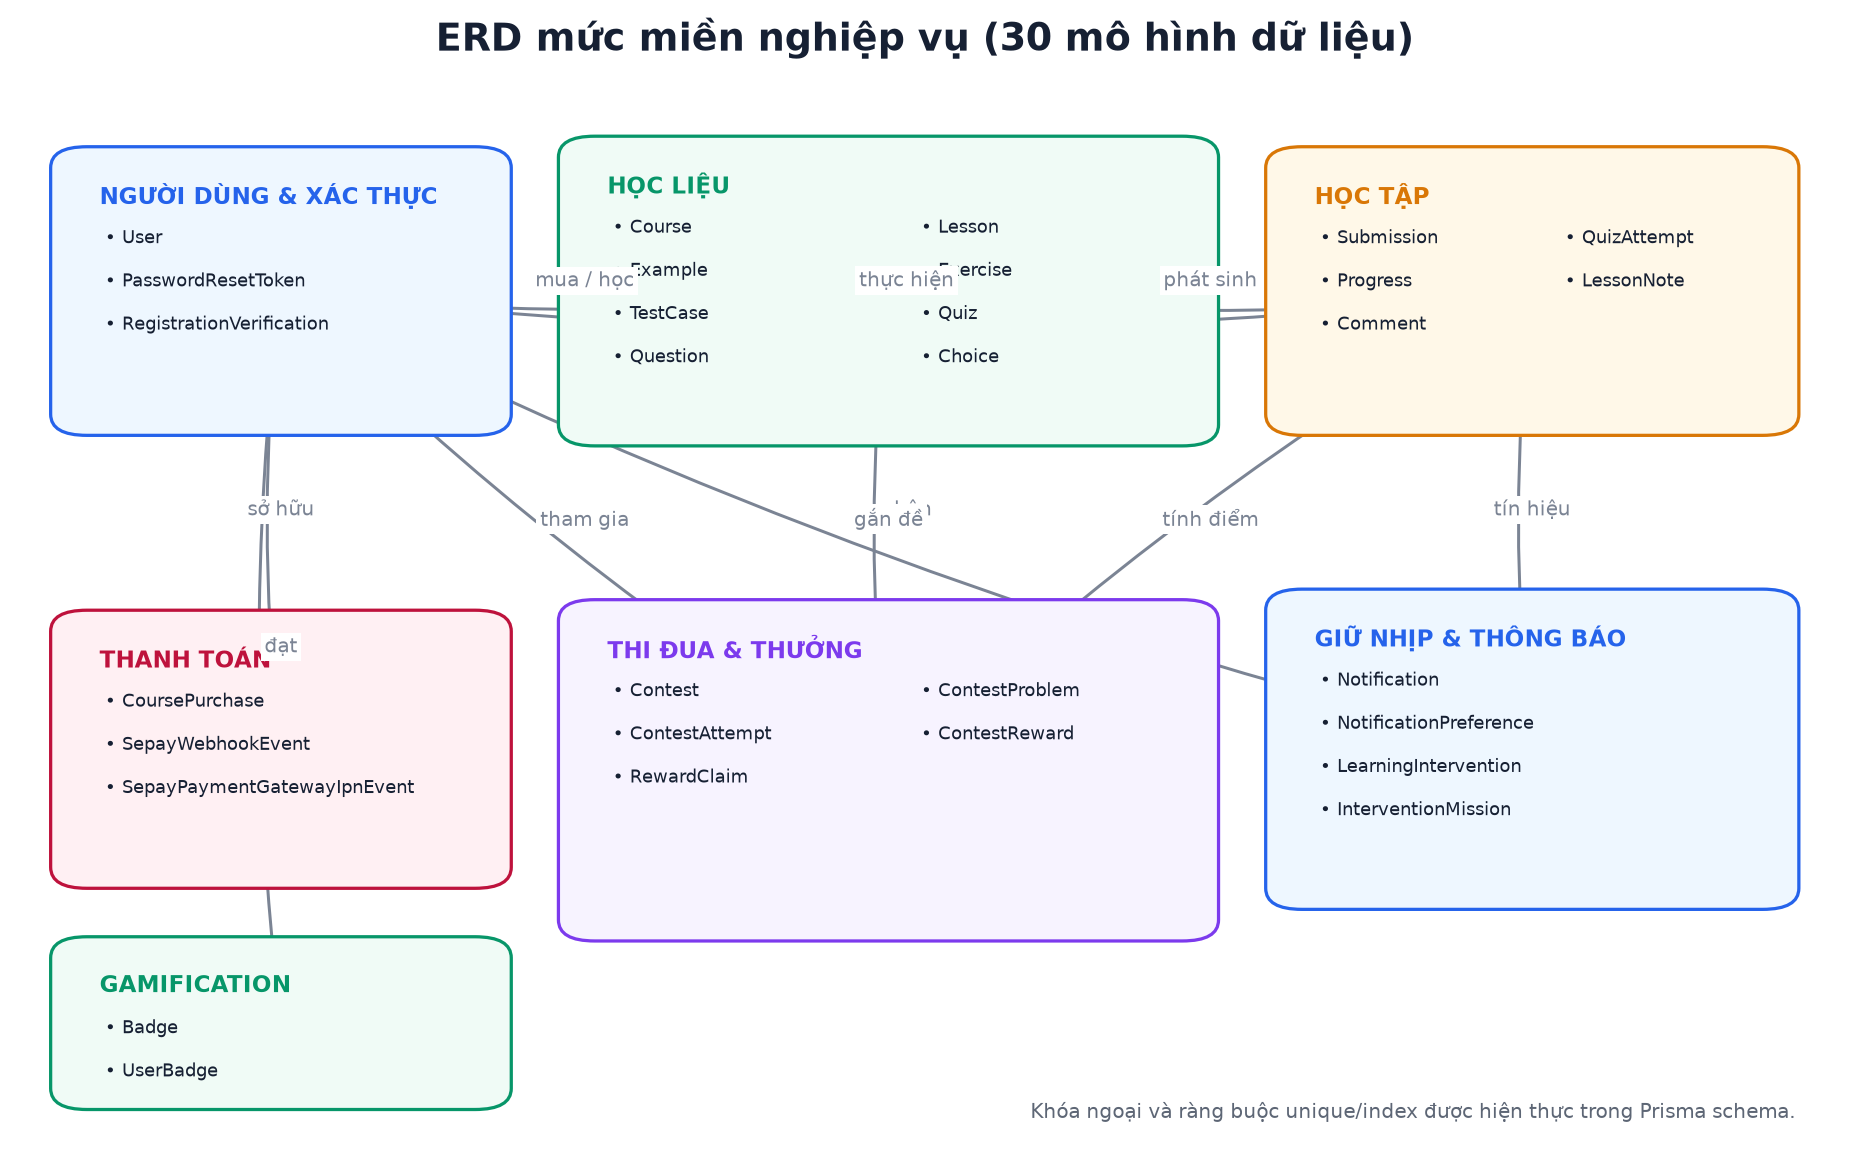 ERD mức miền nghiệp vụ (30 mô hình dữ liệu)
NGƯỜI DÙNG & XÁC THỰC
• User
• PasswordResetToken
• RegistrationVerification
mua / học
HỌC LIỆU
• Course
• Lesson
Example
• TestCase
• Quiz
• Question
• Choice
thực hiện
phát sinh
HỌC TẬP
• Submission
• QuizAttempt
• Progress
• LessonNote
• Comment
sở hữu
tham gia
gắn đề
tính điểm
tín hiệu
đạt
THANH TOÁN
• CoursePurchase
• SepayWebhookEvent
• SepayPaymentGatewayIpnEvent
THI ĐUA & THƯỞNG
• Contest
• ContestProblem
• ContestAttempt
• ContestReward
• RewardClaim
GIỮ NHỊP & THÔNG BÁO
• Notification
• NotificationPreference
• LearningIntervention
• InterventionMission
GAMIFICATION
• Badge
• UserBadge
Khóa ngoại và ràng buộc unique/index được hiện thực trong Prisma schema.